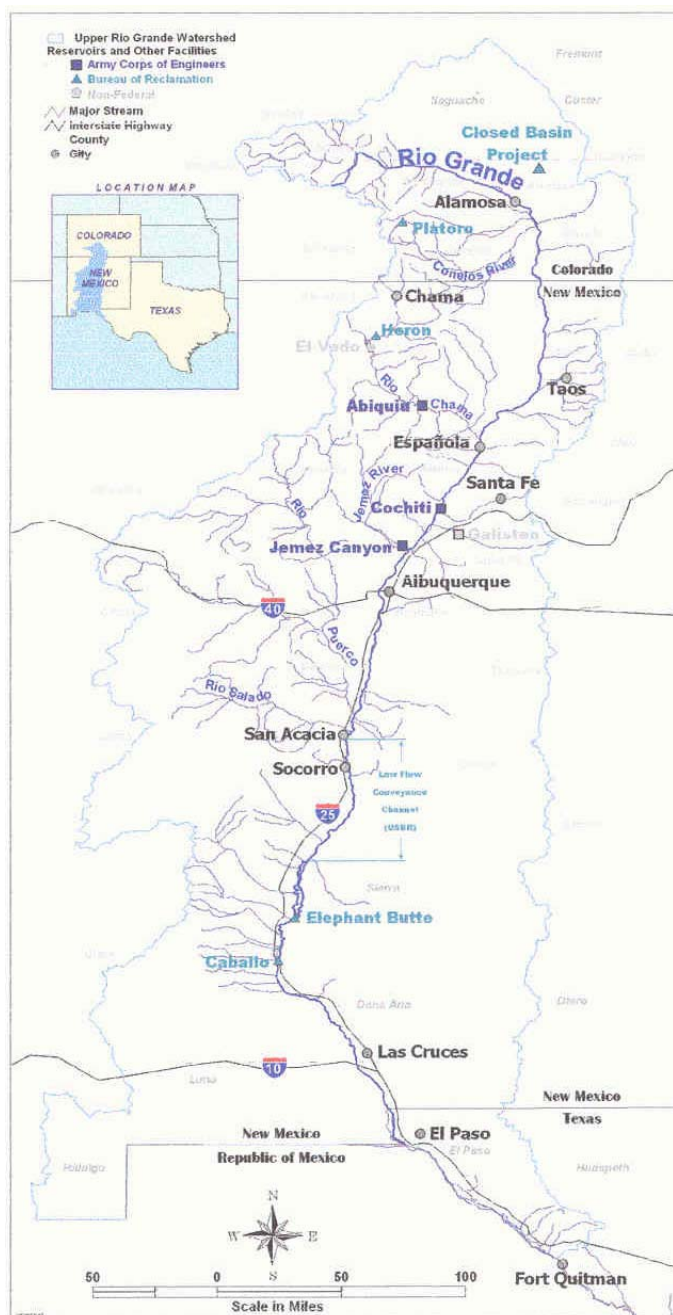 Upper Rio Grande Watershed
Reservoirs and Other Facilities
Army Corps of Engineers
Bureau of Reclamation
Non-Federal
Major Stream
Interstate Highway
County
City
LOCATION MAP
COLORADO
NEW
MEXICO
TEXAS
Fremont
Saguache
Custer
Closed Basin
Project
Rio Grande
Alamosa
Platoro
Conejos River
Colorado
New Mexico
Chama
Heron
El Vado
Rio
Chama
Taos
Abiquiu
Española
Jemez River
Santa Fe
Rio
Cochiti
Jemez Canyon
Galisteo
Albuquerque
40
Puerco
Rio Salado
San Acacia
Socorro
Low Flow
Conveyance
Channel
(USBR)
25
Sierra
Elephant Butte
Caballo
Dona Ana
Otero
Las Cruces
10
Luna
New Mexico
Texas
El Paso
New Mexico
Republic of Mexico
El Paso
Hidalgo
Hudspeth
N
W
E
S
Fort Quitman
50
0
50
100
Scale in Miles